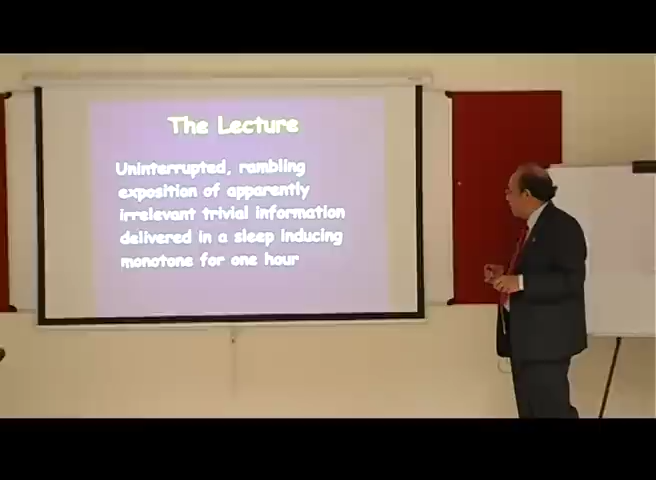 The Lecture
Uninterrupted, rambling
exposition of apparently
irrelevant trivial information
delivered in a sleep inducing
monotone for one hour